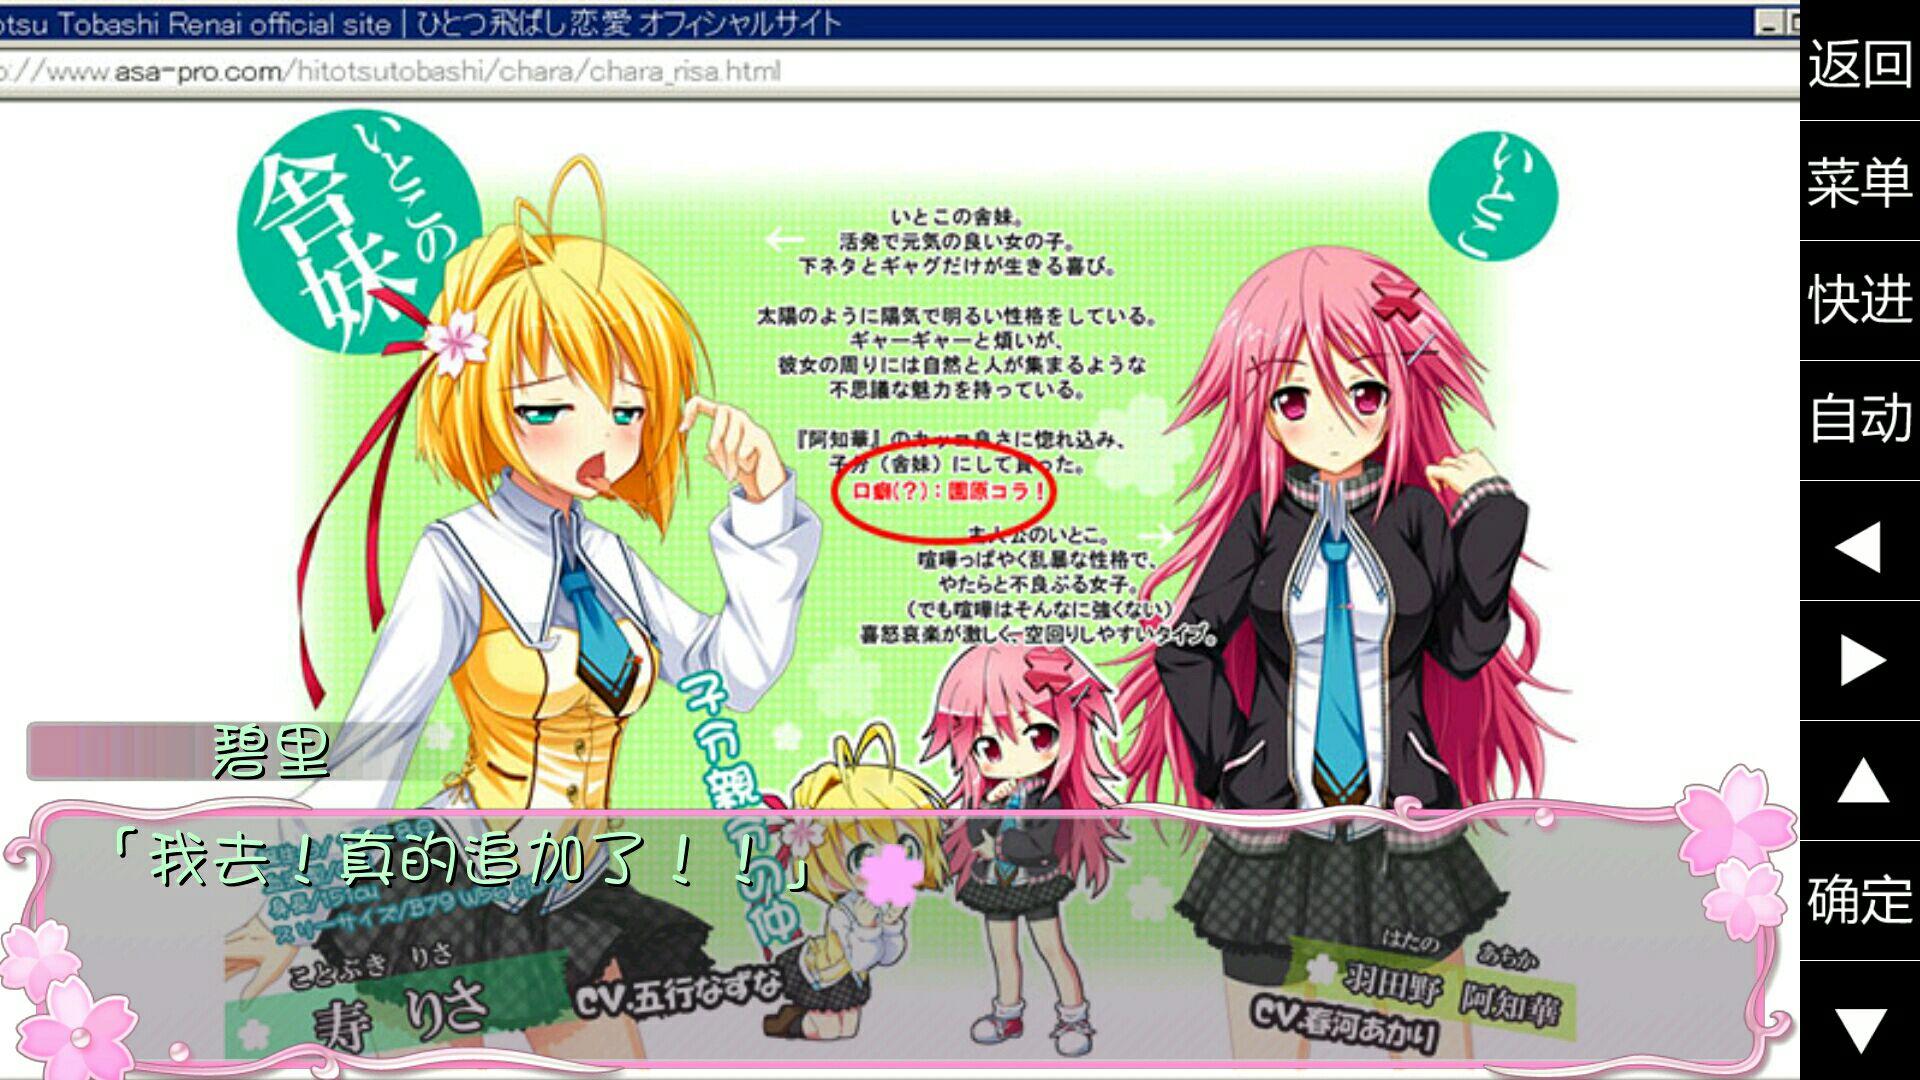 otsu Tobashi Renai official site | ひとつ飛ばし恋愛 オフィシャルサイト
://www.asa-pro.com/hitotsutobashi/chara/chara_risa.html
いとこの
舎妹
いとこ
いとこの舎妹。
活発で元気の良い女の子。
下ネタとギャグだけが生きる喜び。
太陽のように陽気で明るい性格をしている。
ギャーギャーと煩いが、
彼女の周りには自然と人が集まるような
不思議な魅力を持っている。
『阿知華』のカッコ良さに惚れ込み、
子分（舎妹）にして貰った。
口癖(？)：園原コラ！
主人公のいとこ。
喧嘩っぱやく乱暴な性格で、
やたらと不良ぶる女子。
（でも喧嘩はそんなに強くない）
喜怒哀楽が激しく、空回りしやすいタイプ。
子分親分の仲
碧里
「我去！真的追加了！！」
身長/151cm
スリーサイズ/B79
ことぶき りさ
寿 りさ
CV.五行なずな
はたの あちか
羽田野 阿知華
CV.春河あかり
返回
菜单
快进
自动
确定